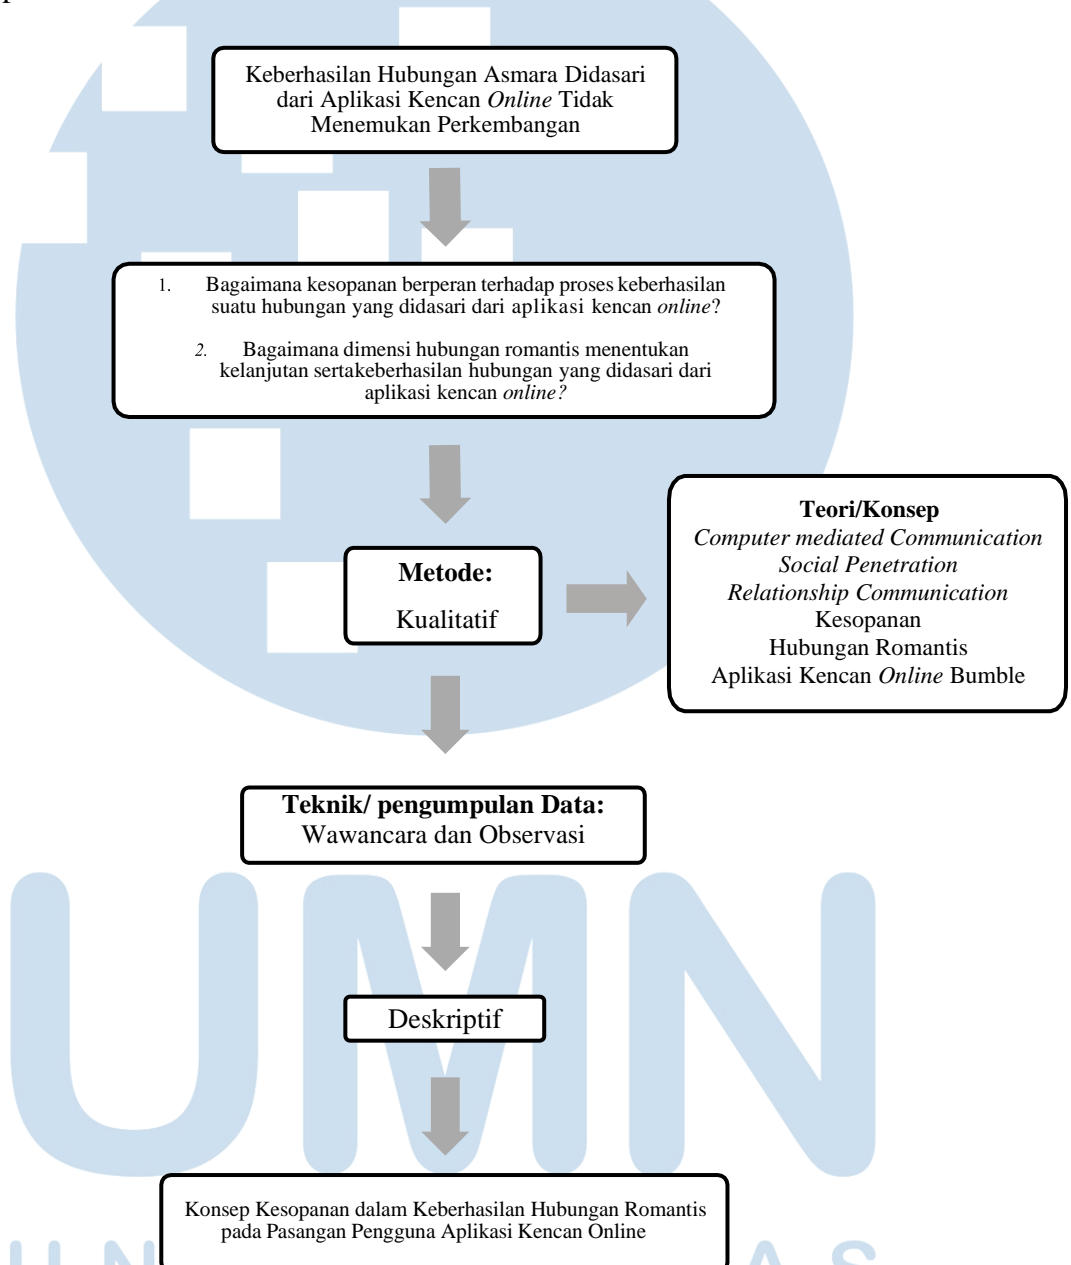 Keberhasilan Hubungan Asmara Didasari
dari Aplikasi Kencan Online Tidak
Menemukan Perkembangan
1. Bagaimana kesopanan berperan terhadap proses keberhasilan
suatu hubungan yang didasari dari aplikasi kencan online?
2. Bagaimana dimensi hubungan romantis menentukan
kelanjutan sertakeberhasilan hubungan yang didasari dari
aplikasi kencan online?
Metode:
Kualitatif
Teori/Konsep
Computer mediated Communication
Social Penetration
Relationship Communication
Kesopanan
Hubungan Romantis
Aplikasi Kencan Online Bumble
Teknik/ pengumpulan Data:
Wawancara dan Observasi
UMN
Deskriptif
Konsep Kesopanan dalam Keberhasilan Hubungan Romantis
pada Pasangan Pengguna Aplikasi Kencan Online